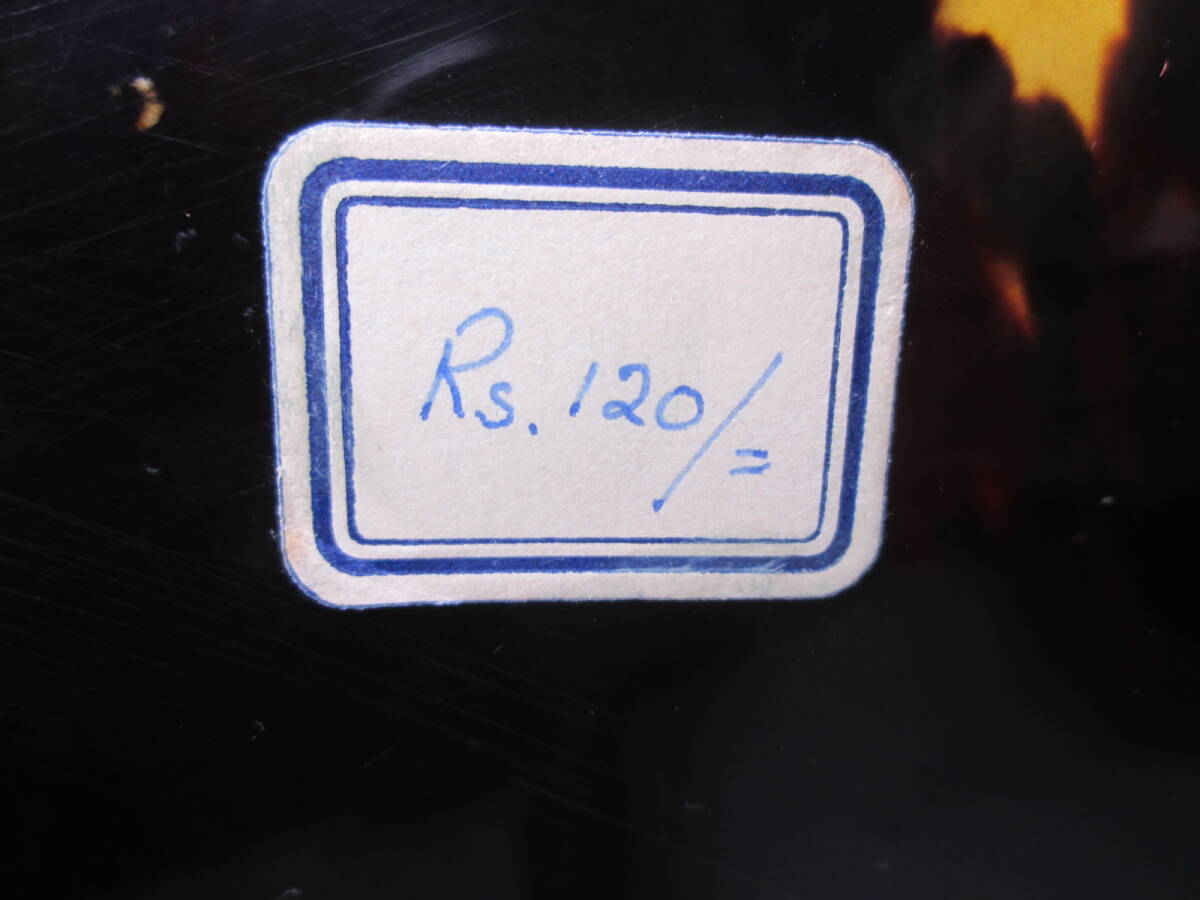 Rs. 120/=